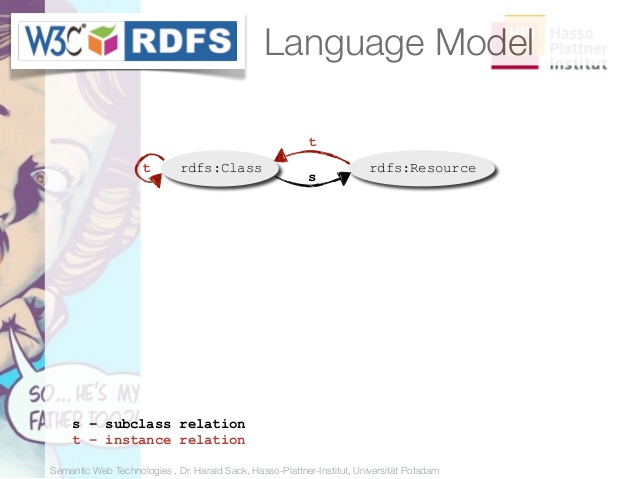 W3C RDFS
Language Model
Hasso
Plattner
Institut
t
t
rdfs:Class
rdfs:Resource
s
SO... HE'S MY
FATHER TOO?!
s - subclass relation
t - instance relation
Semantic Web Technologies , Dr. Harald Sack, Hasso-Plattner-Institut, Universität Potsdam